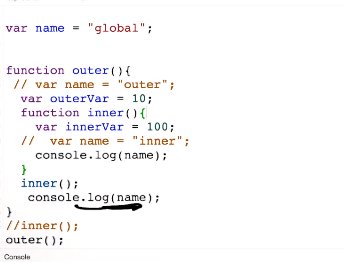 var name = "global";
function outer(){
// var name = "outer";
var outerVar = 10;
function inner(){
var innerVar = 100;
// var name = "inner";
console.log(name);
}
inner();
console.log(name);
}
//inner();
outer();
Console